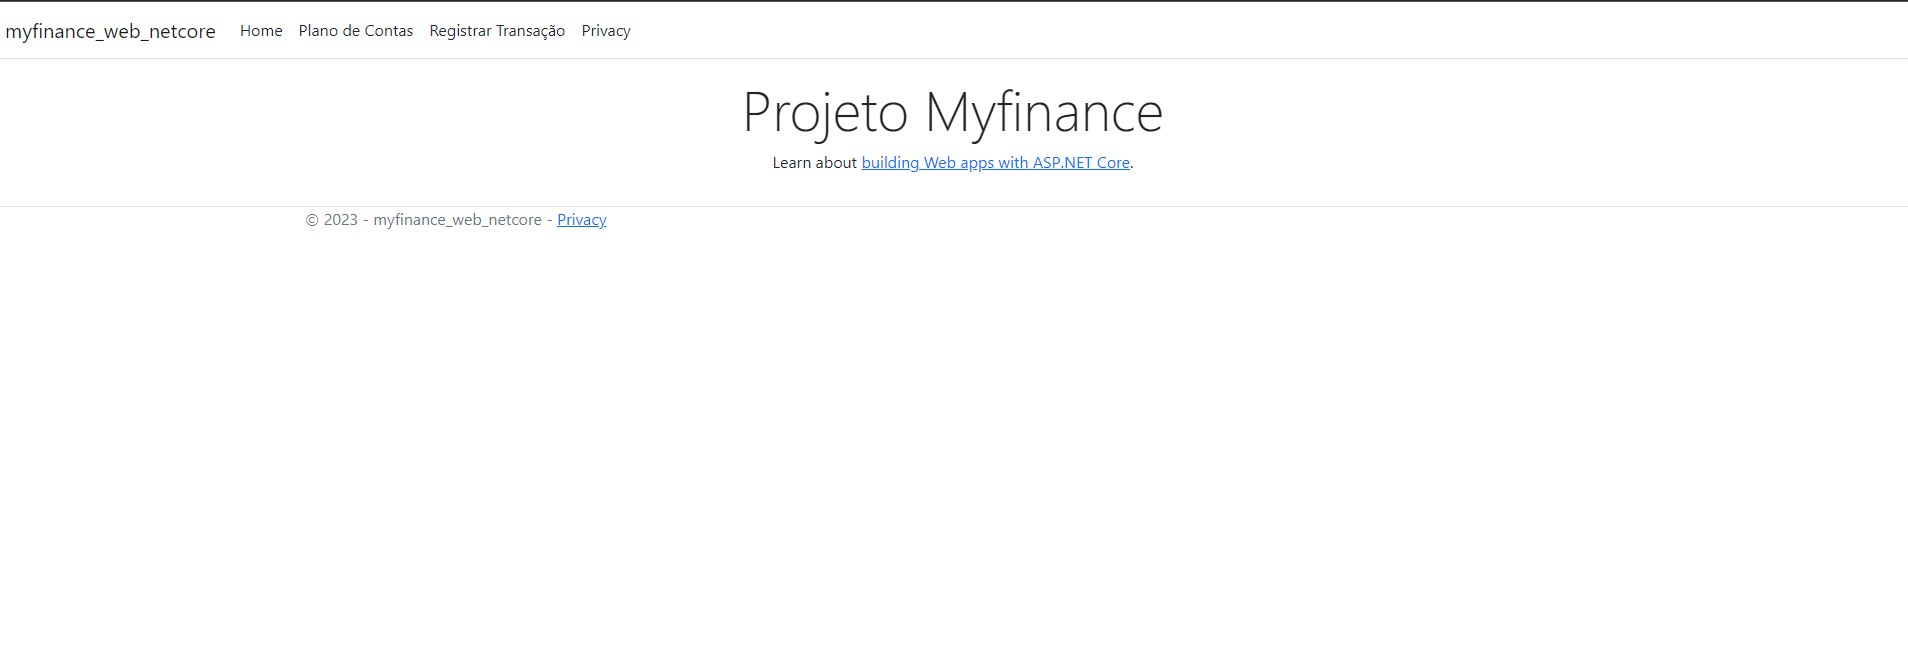 myfinance_web_netcore Home Plano de Contas Registrar Transação Privacy
Projeto Myfinance
Learn about building Web apps with ASP.NET Core.
© 2023 - myfinance_web_netcore - Privacy